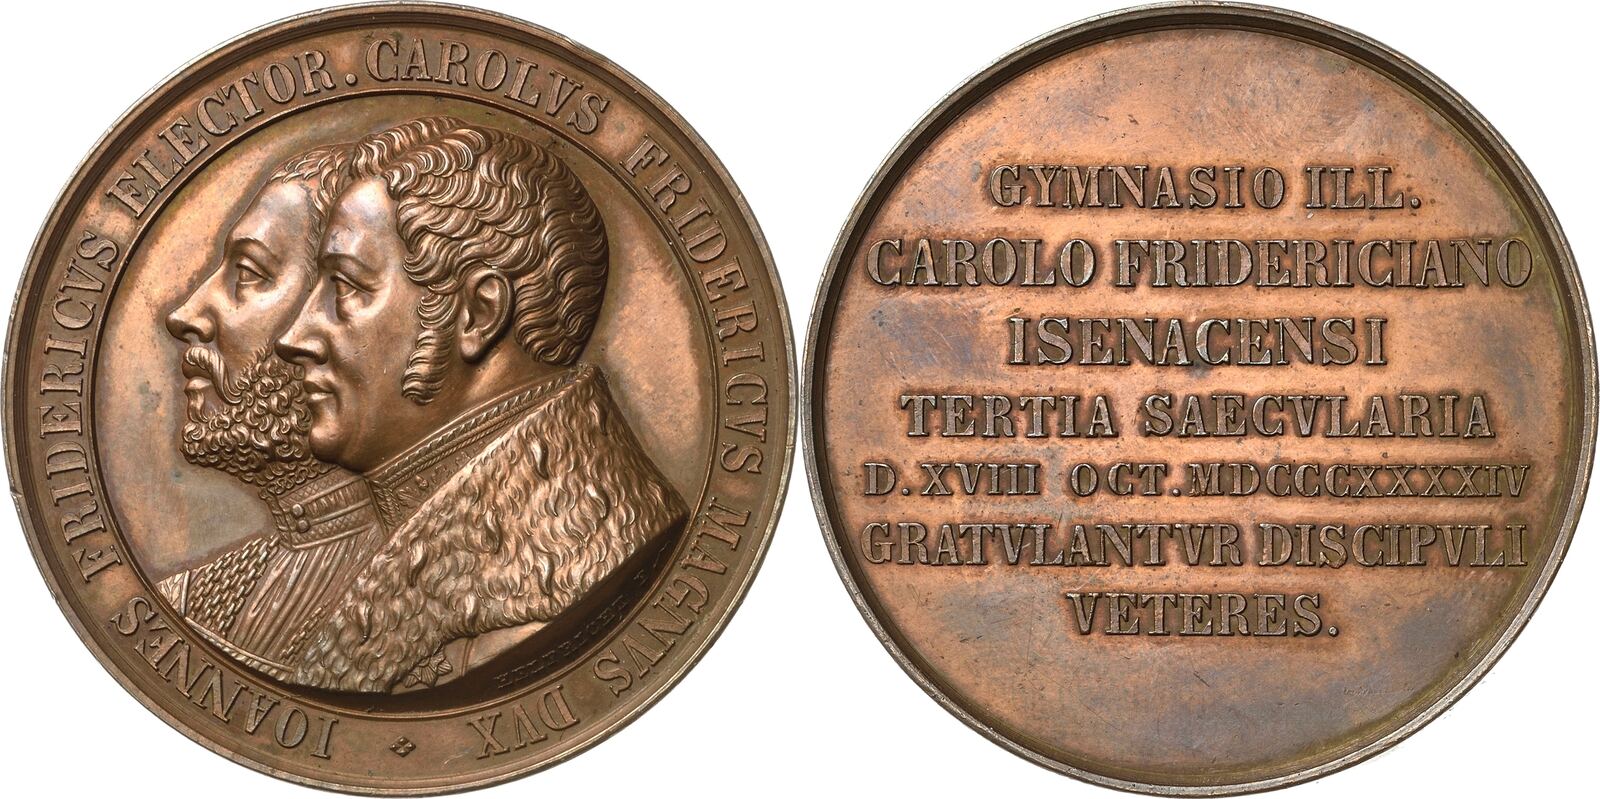 IOANNES FRIDERICVS ELECTOR. CAROLVS FRIDERICVS MAGNVS DVX
HELFRICHT F.
GYMNASIO ILL.
CAROLO FRIDERICIANO
ISENACENSI
TERTIA SAECVLARIA
D. XVIII OCT. MDCCCXXXXIV
GRATVLANTVR DISCIPVLI
VETERES.